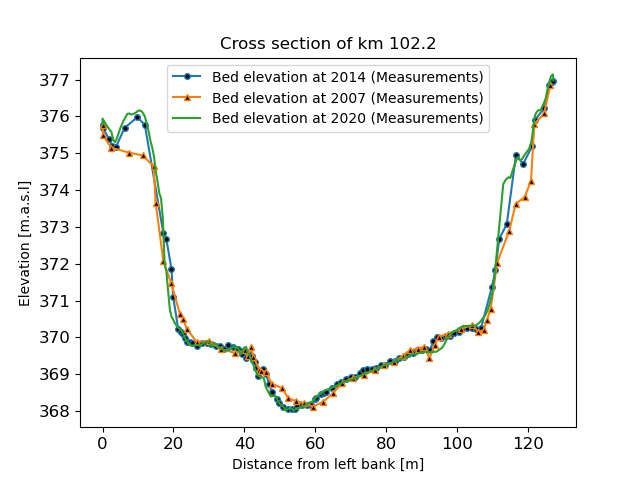 Cross section of km 102.2
Bed elevation at 2014 (Measurements)
Bed elevation at 2007 (Measurements)
Bed elevation at 2020 (Measurements)
Elevation [m.a.s.l]
377
376
375
374
373
372
371
370
369
368
0 20 40 60 80 100 120
Distance from left bank [m]